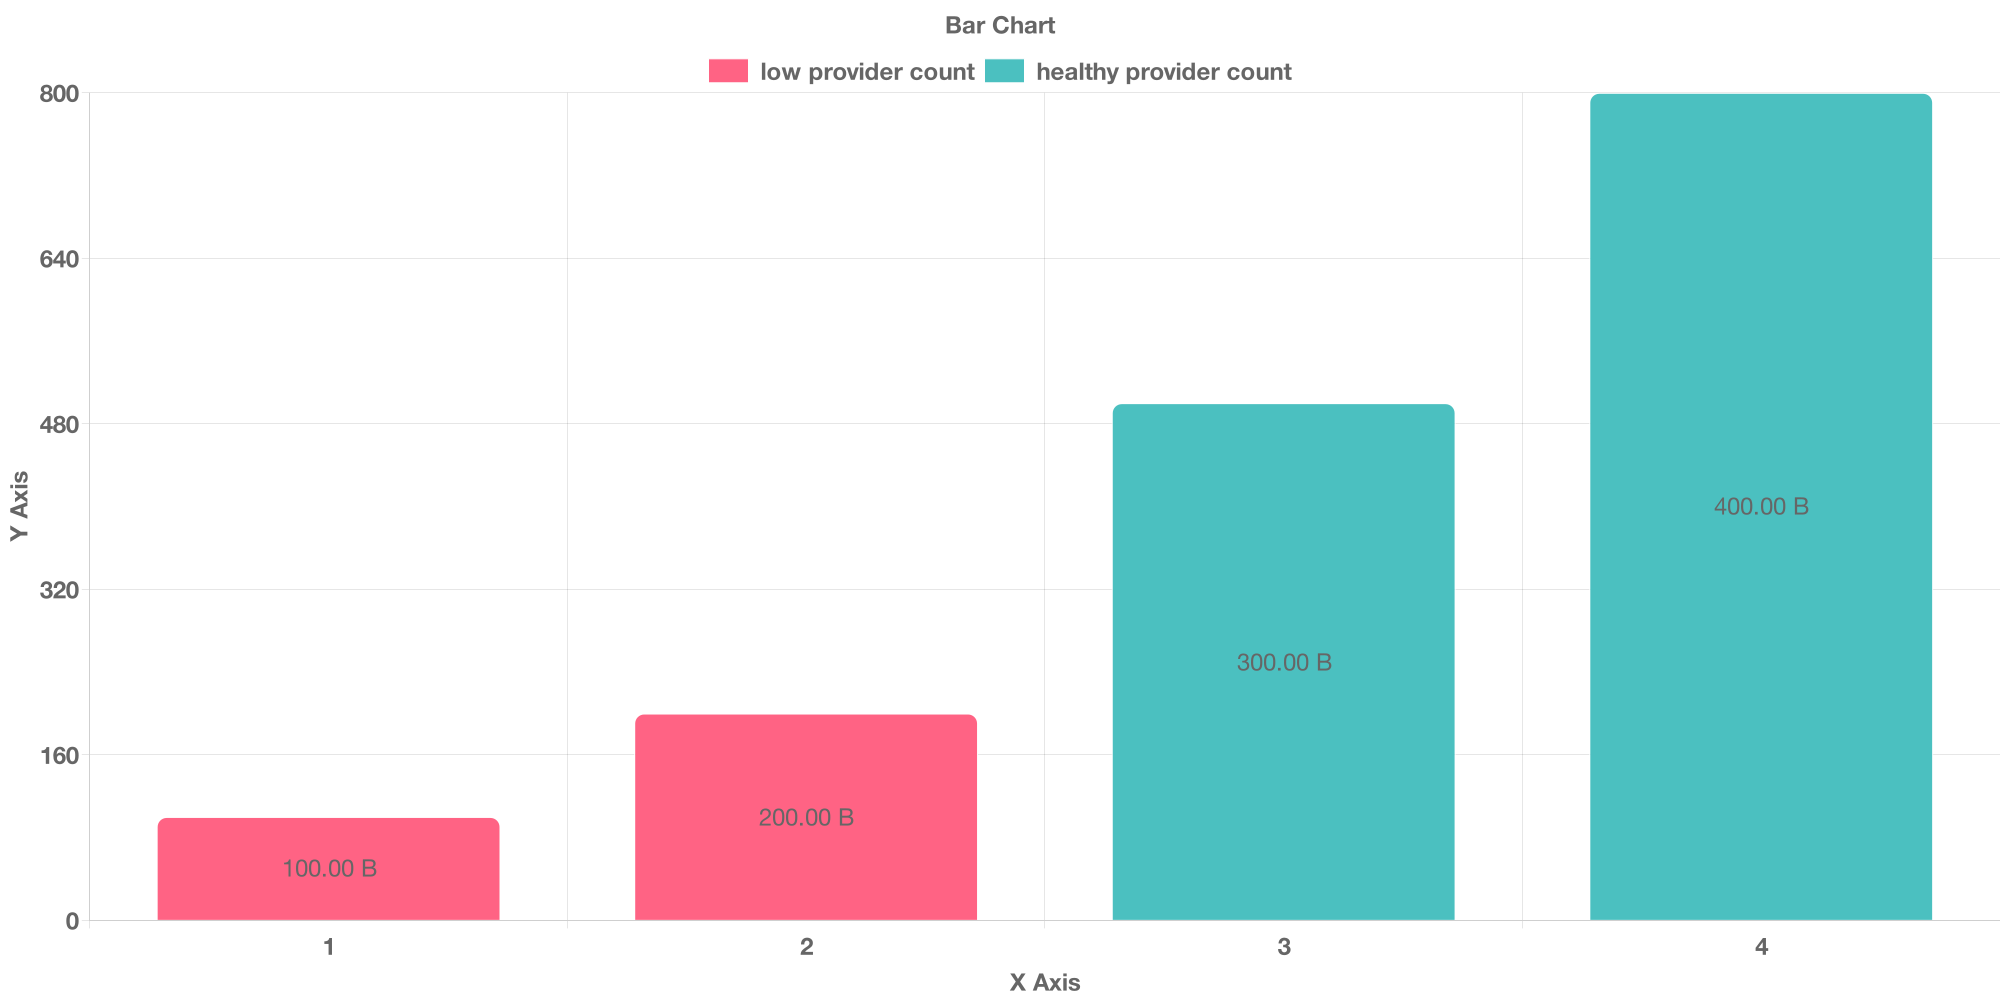 Bar Chart
low provider count healthy provider count
800
640
480
320
160
0
Y Axis
100.00 B
200.00 B
300.00 B
400.00 B
1 2 3 4
X Axis